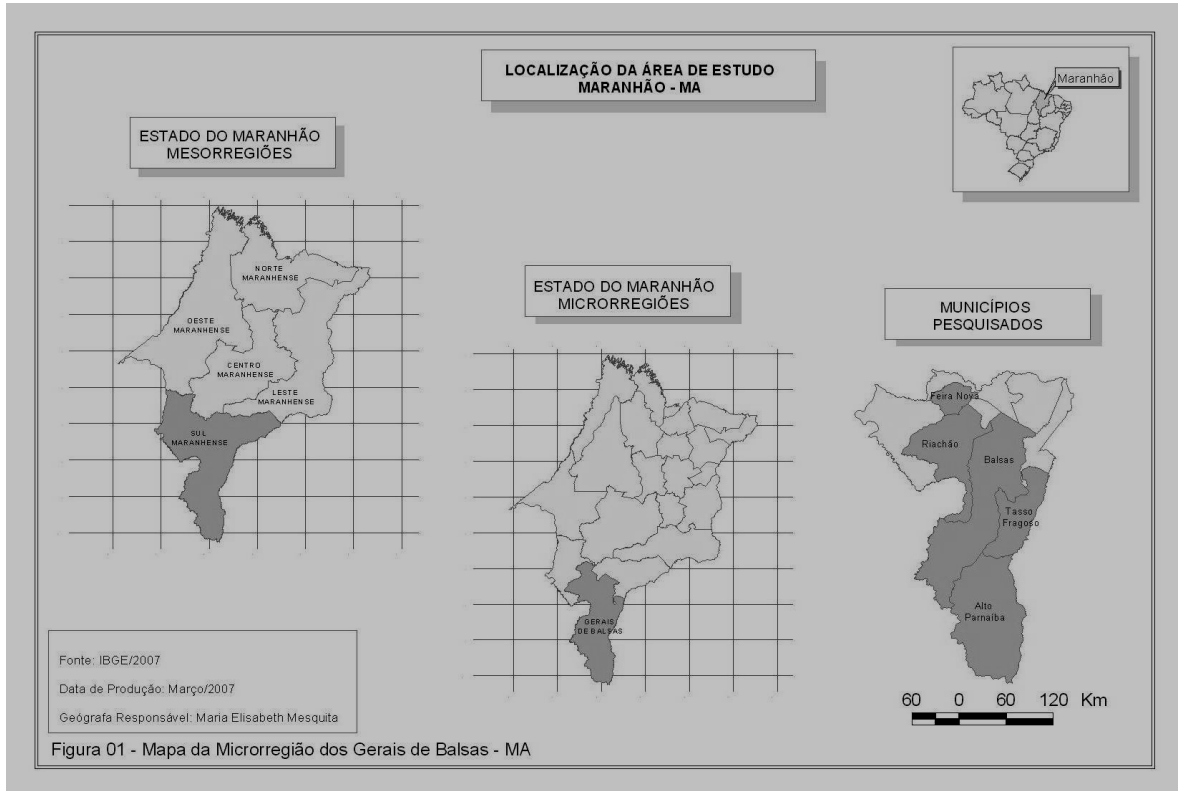 LOCALIZAÇÃO DA ÁREA DE ESTUDO
MARANHÃO - MA
Maranhão
ESTADO DO MARANHÃO
MESORREGIÕES
NORTE
MARANHENSE
OESTE
MARANHENSE
CENTRO
MARANHENSE
LESTE
MARANHENSE
SUL
MARANHENSE
ESTADO DO MARANHÃO
MICRORREGIÕES
GERAIS
DE BALSAS
MUNICÍPIOS
PESQUISADOS
Feira Nova
Riachão
Balsas
Tasso
Fragoso
Alto
Parnaíba
60 0 60 120 Km
Fonte: IBGE/2007
Data de Produção: Março/2007
Geógrafa Responsável: Maria Elisabeth Mesquita
Figura 01 - Mapa da Microrregião dos Gerais de Balsas - MA